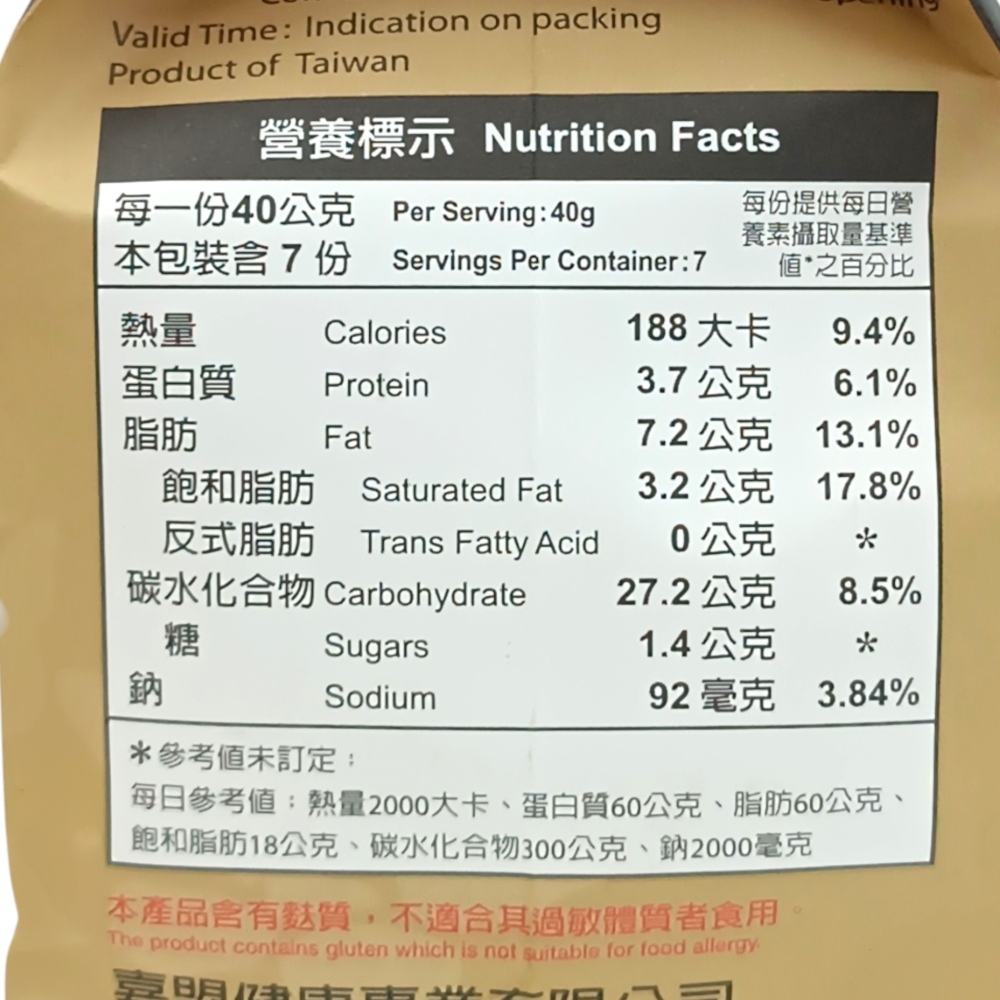 Valid Time: Indication on packing
Product of Taiwan
營養標示 Nutrition Facts
每一份40公克 Per Serving:40g
本包裝含 7 份 Servings Per Container:7
每份提供每日營
養素攝取量基準
值*之百分比
熱量 Calories 188 大卡 9.4%
蛋白質 Protein 3.7 公克 6.1%
脂肪 Fat 7.2 公克 13.1%
飽和脂肪 Saturated Fat 3.2 公克 17.8%
反式脂肪 Trans Fatty Acid 0 公克 *
碳水化合物 Carbohydrate 27.2 公克 8.5%
糖 Sugars 1.4 公克 *
鈉 Sodium 92 毫克 3.84%
*參考值未訂定：
每日參考值：熱量2000大卡、蛋白質60公克、脂肪60公克、
飽和脂肪18公克、碳水化合物300公克、鈉2000毫克
本產品含有麩質，不適合其過敏體質者食用。
The product contains gluten which is not suitable for food allergy.
嘉盟健康事業有限公司